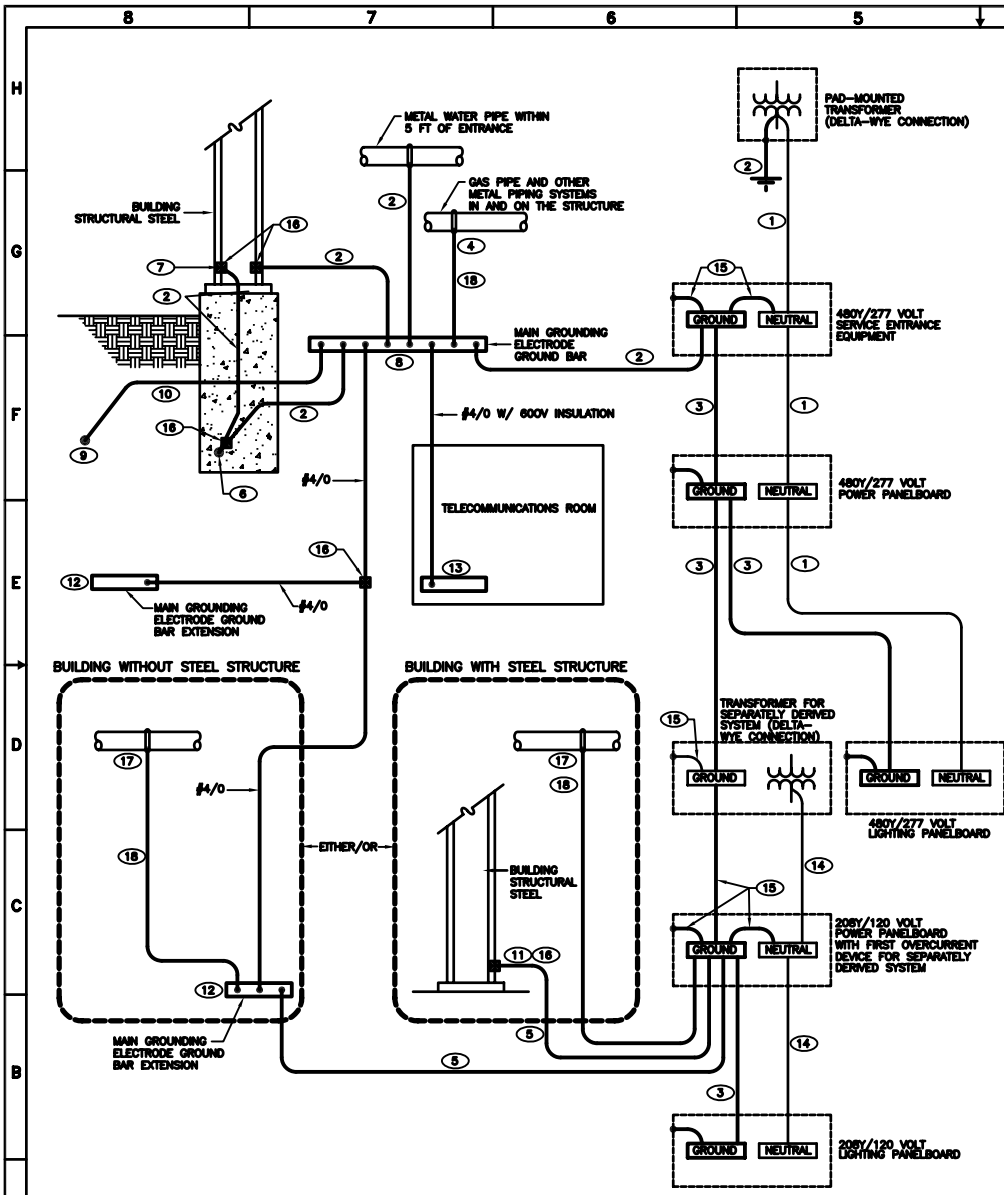 8 7 6 5
H
G
F
E
D
C
B
METAL WATER PIPE WITHIN
5 FT OF ENTRANCE
PAD-MOUNTED
TRANSFORMER
(DELTA-WYE CONNECTION)
2
1
GAS PIPE AND OTHER
METAL PIPING SYSTEMS
IN AND ON THE STRUCTURE
2
4
18
BUILDING
STRUCTURAL STEEL
16
7
2
2
15
GROUND
NEUTRAL
480Y/277 VOLT
SERVICE ENTRANCE
EQUIPMENT
MAIN GROUNDING
ELECTRODE
GROUND BAR
8
2
10
2
16
9
6
#4/0 W/ 600V INSULATION
3
1
#4/0
TELECOMMUNICATIONS ROOM
13
GROUND
NEUTRAL
480Y/277 VOLT
POWER PANELBOARD
16
12
#4/0
MAIN GROUNDING
ELECTRODE GROUND
BAR EXTENSION
3
3
1
BUILDING WITHOUT STEEL STRUCTURE
17
#4/0
18
12
MAIN GROUNDING
ELECTRODE GROUND
BAR EXTENSION
EITHER/OR
BUILDING WITH STEEL STRUCTURE
17
18
BUILDING
STRUCTURAL
STEEL
11 16
5
5
TRANSFORMER FOR
SEPARATELY DERIVED
SYSTEM (DELTA-
WYE CONNECTION)
15
GROUND
GROUND
NEUTRAL
480Y/277 VOLT
LIGHTING PANELBOARD
14
15
GROUND
NEUTRAL
208Y/120 VOLT
POWER PANELBOARD
WITH FIRST OVERCURRENT
DEVICE FOR SEPARATELY
DERIVED SYSTEM
14
3
GROUND
NEUTRAL
208Y/120 VOLT
LIGHTING PANELBOARD